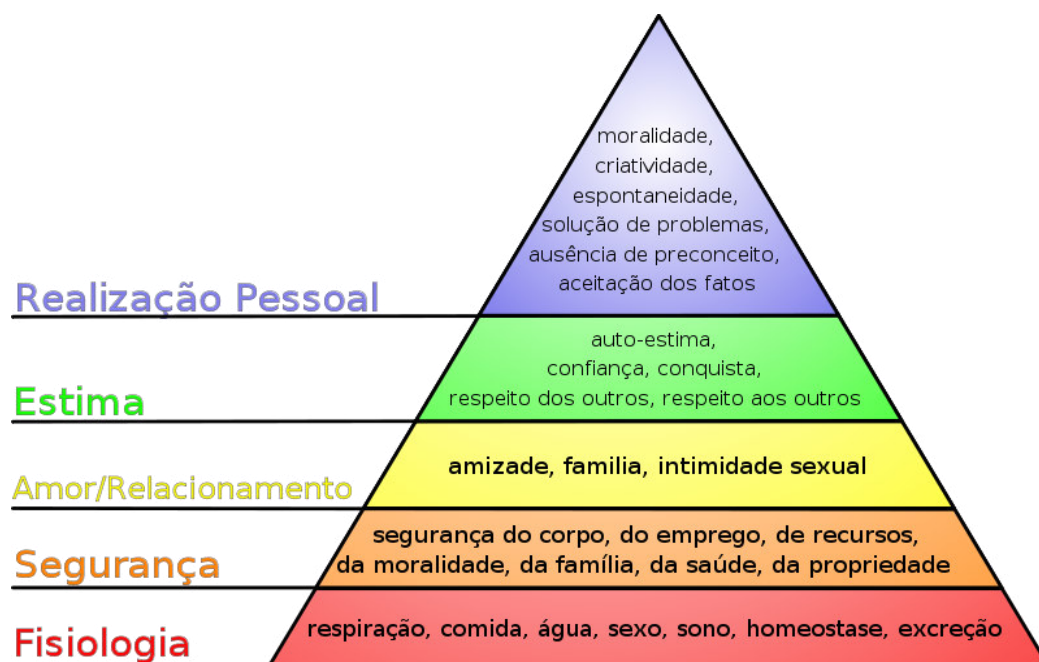 moralidade,
criatividade,
espontaneidade,
solução de problemas,
ausência de preconceito,
aceitação dos fatos
Realização Pessoal
auto-estima,
confiança, conquista,
respeito dos outros, respeito aos outros
Estima
amizade, familia, intimidade sexual
Amor/Relacionamento
segurança do corpo, do emprego, de recursos,
da moralidade, da família, da saúde, da propriedade
Segurança
respiração, comida, água, sexo, sono, homeostase, excreção
Fisiologia